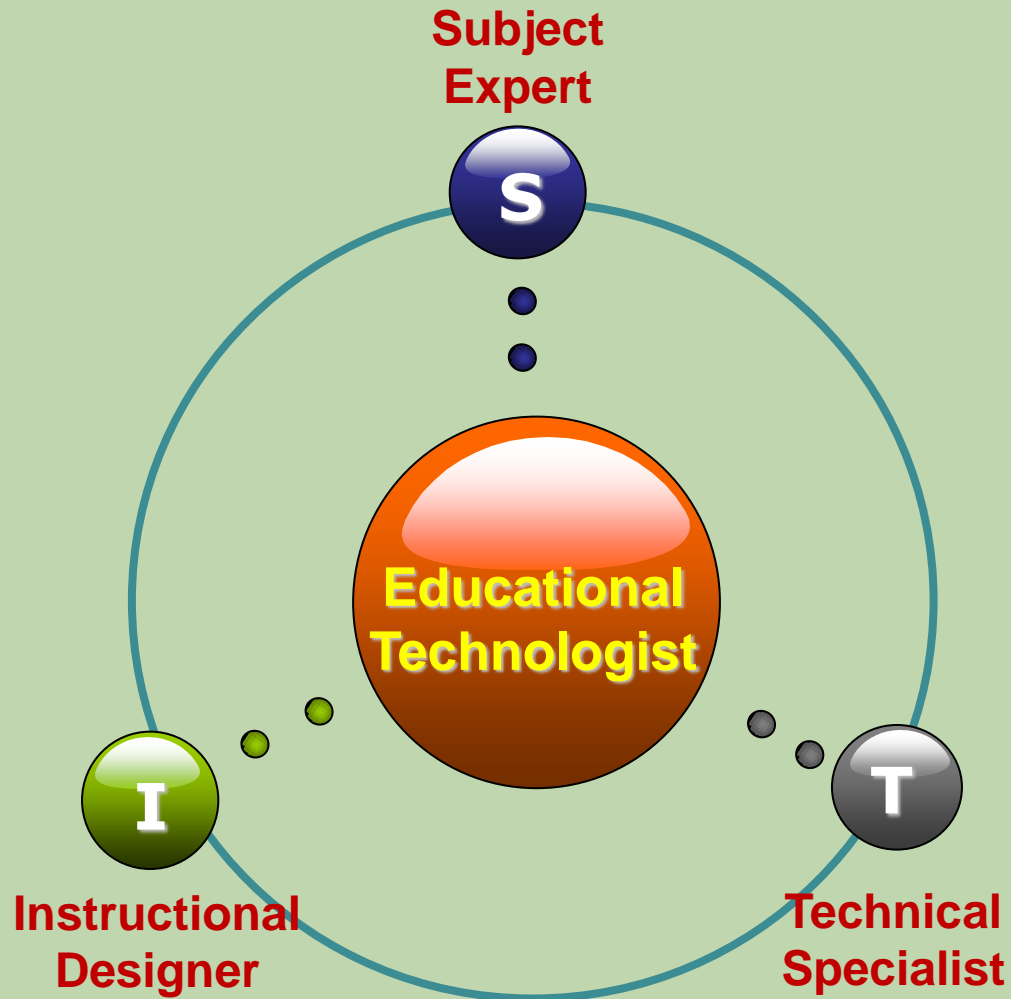 Subject
Expert
S
Educational
Technologist
I
T
Instructional
Designer
Technical
Specialist